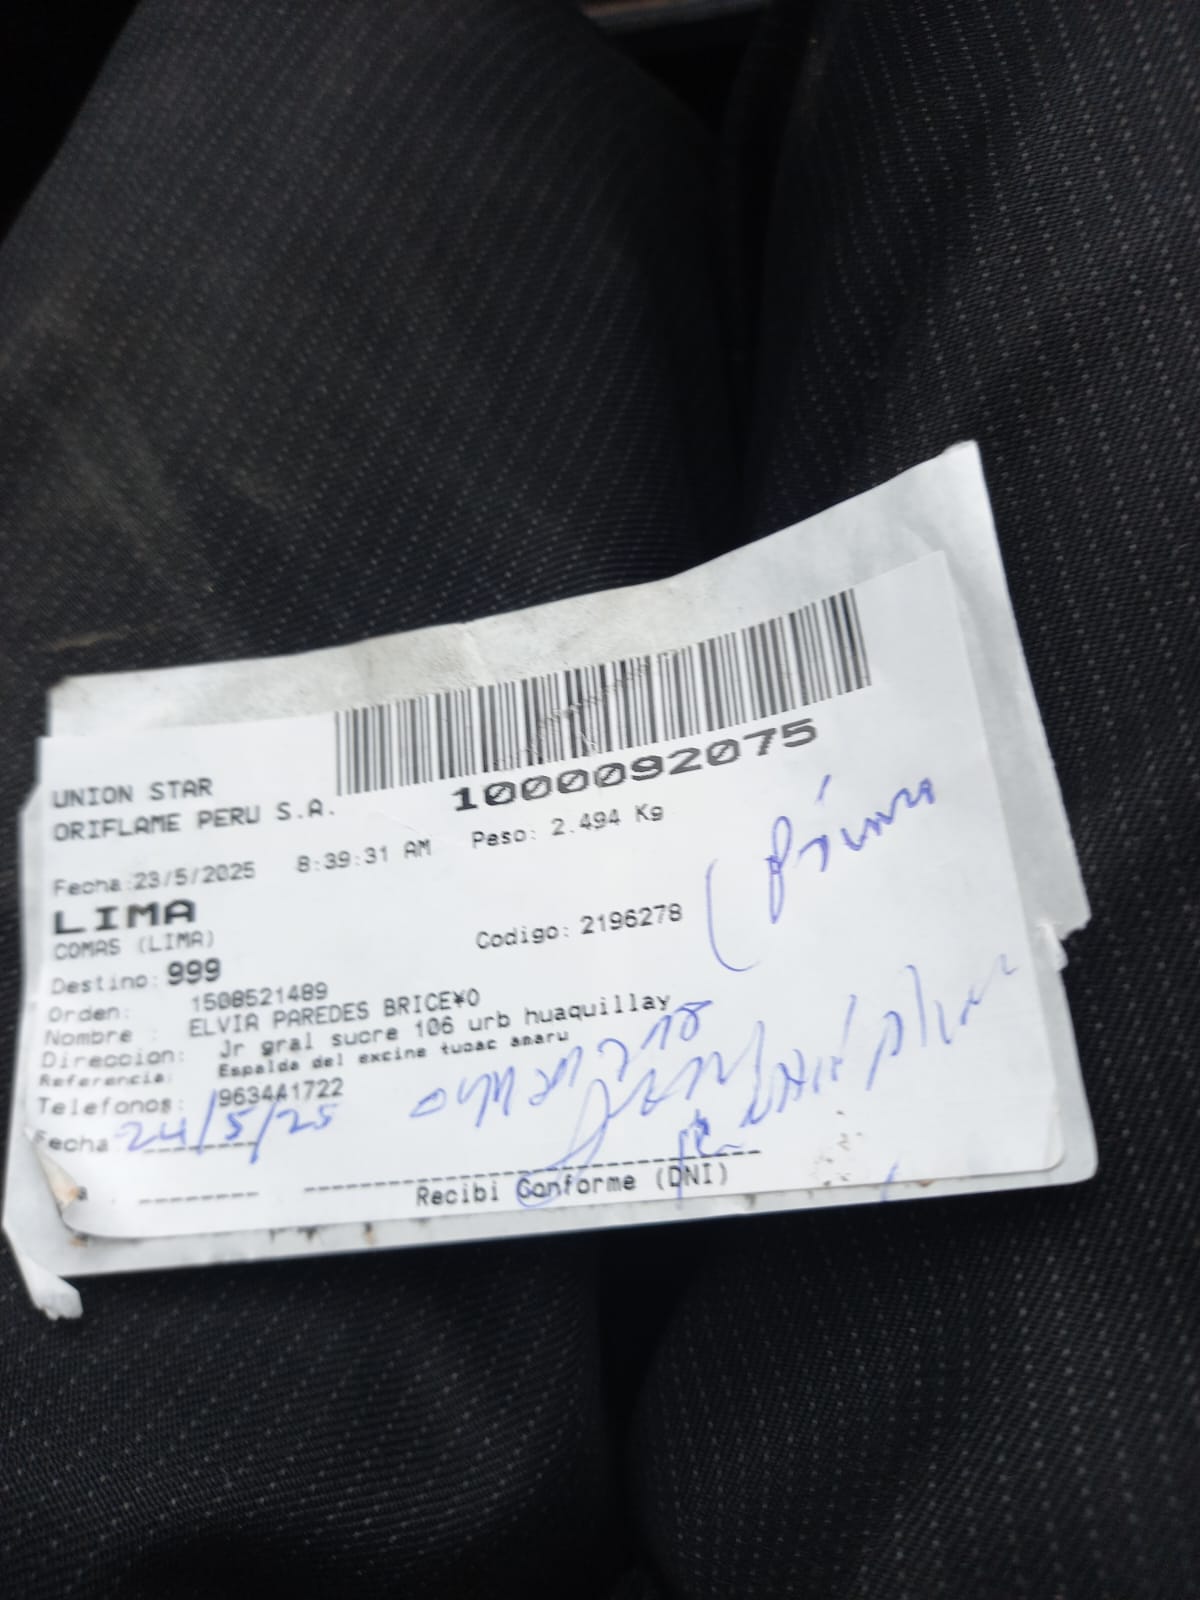 UNION STAR
ORIFLAME PERU S.A.
1000092075
Fecha:23/5/2025 8:39:31 AM Peso: 2.494 Kg
LIMA
COMAS (LIMA)
Codigo: 2196278
Destino: 999
Orden: 1508521489
Nombre : ELVIA PAREDES BRICE¥O
Direccion: Jr gral sucre 106 urb huaquillay
Referencia: Espalda del excine tupac amaru
Telefonos: 963441722
Fecha 24/5/25
Recibi Conforme (DNI)